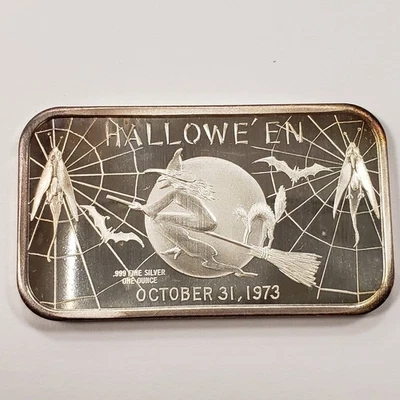 HALLOWE'EN
.999 FINE SILVER
ONE OUNCE
OCTOBER 31, 1973